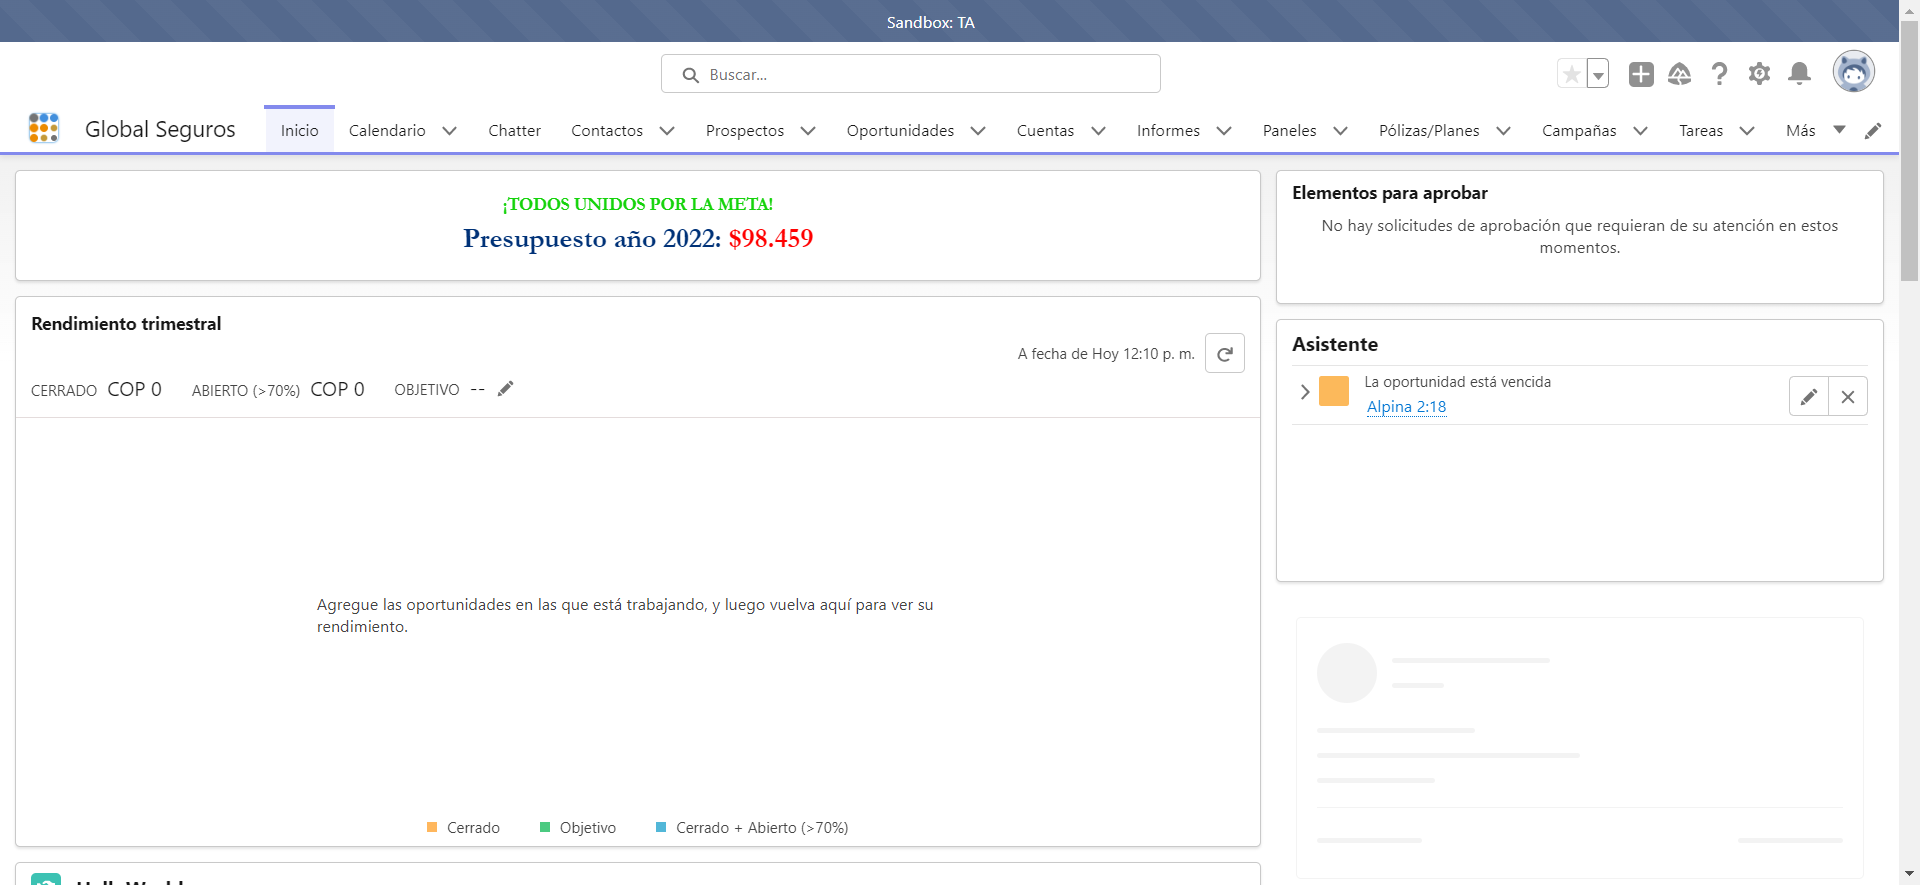 Sandbox: TA
Buscar...
Global Seguros
Inicio
Calendario
Chatter
Contactos
Prospectos
Oportunidades
Cuentas
Informes
Paneles
Pólizas/Planes
Campañas
Tareas
Más
¡TODOS UNIDOS POR LA META!
Presupuesto año 2022: $98.459
Rendimiento trimestral
A fecha de Hoy 12:10 p. m.
CERRADO COP 0 ABIERTO (>70%) COP 0 OBJETIVO --
Agregue las oportunidades en las que está trabajando, y luego vuelva aquí para ver su
rendimiento.
Cerrado
Objetivo
Cerrado + Abierto (>70%)
Elementos para aprobar
No hay solicitudes de aprobación que requieran de su atención en estos
momentos.
Asistente
La oportunidad está vencida
Alpina 2:18